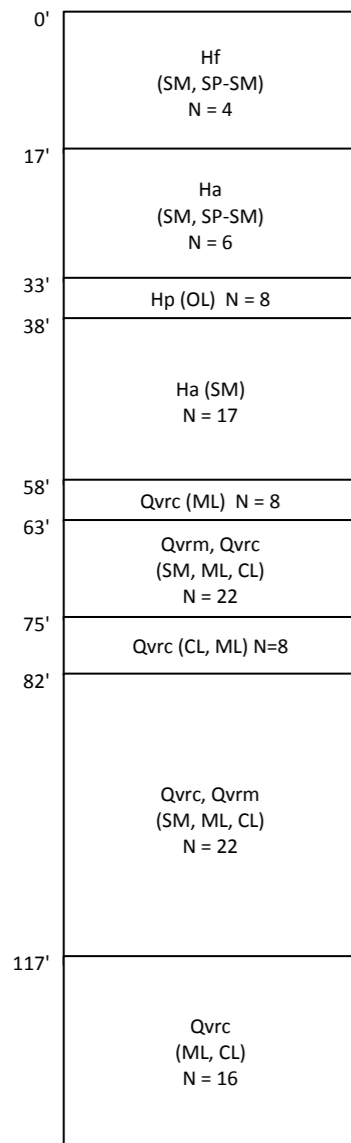 0'
Hf
(SM, SP-SM)
N = 4
17'
Ha
(SM, SP-SM)
N = 6
33'
Hp (OL)  N = 8
38'
Ha (SM)
N = 17
58'
Qvrc (ML)  N = 8
63'
Qvrm, Qvrc
(SM, ML, CL)
N = 22
75'
Qvrc (CL, ML) N=8
82'
Qvrc, Qvrm
(SM, ML, CL)
N = 22
117'
Qvrc
(ML, CL)
N = 16